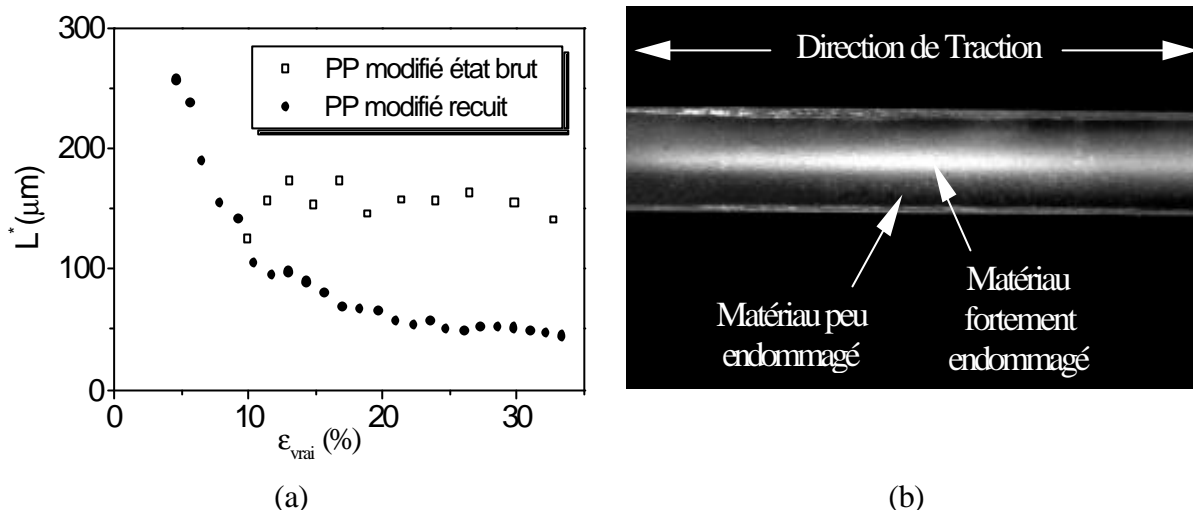 300
200
100
0
L* (μm)
PP modifié état brut
PP modifié recuit
0
10
20
30
εvrai (%)
(a)
Direction de Traction
Matériau peu
endommagé
Matériau
fortement
endommagé
(b)